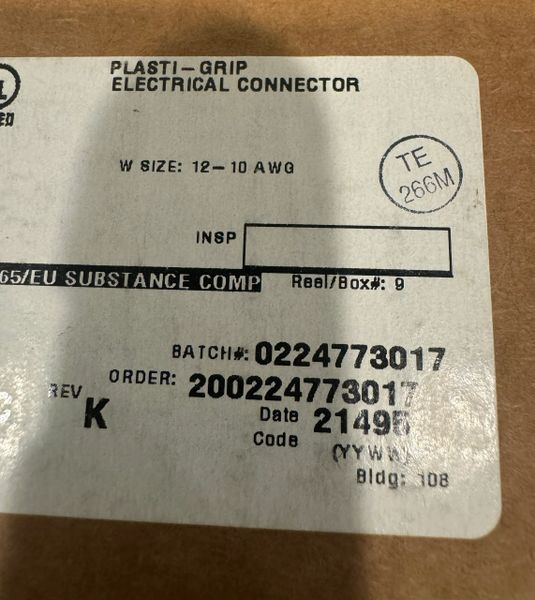 PLASTI-GRIP
ELECTRICAL CONNECTOR
W SIZE: 12-10 AWG
TE
266M
INSP
65/EU SUBSTANCE COMP
Reel/Box#: 9
BATCH#: 0224773017
ORDER: 200224773017
REV K
Date Code 21495
(YYWW)
Bldg: 108